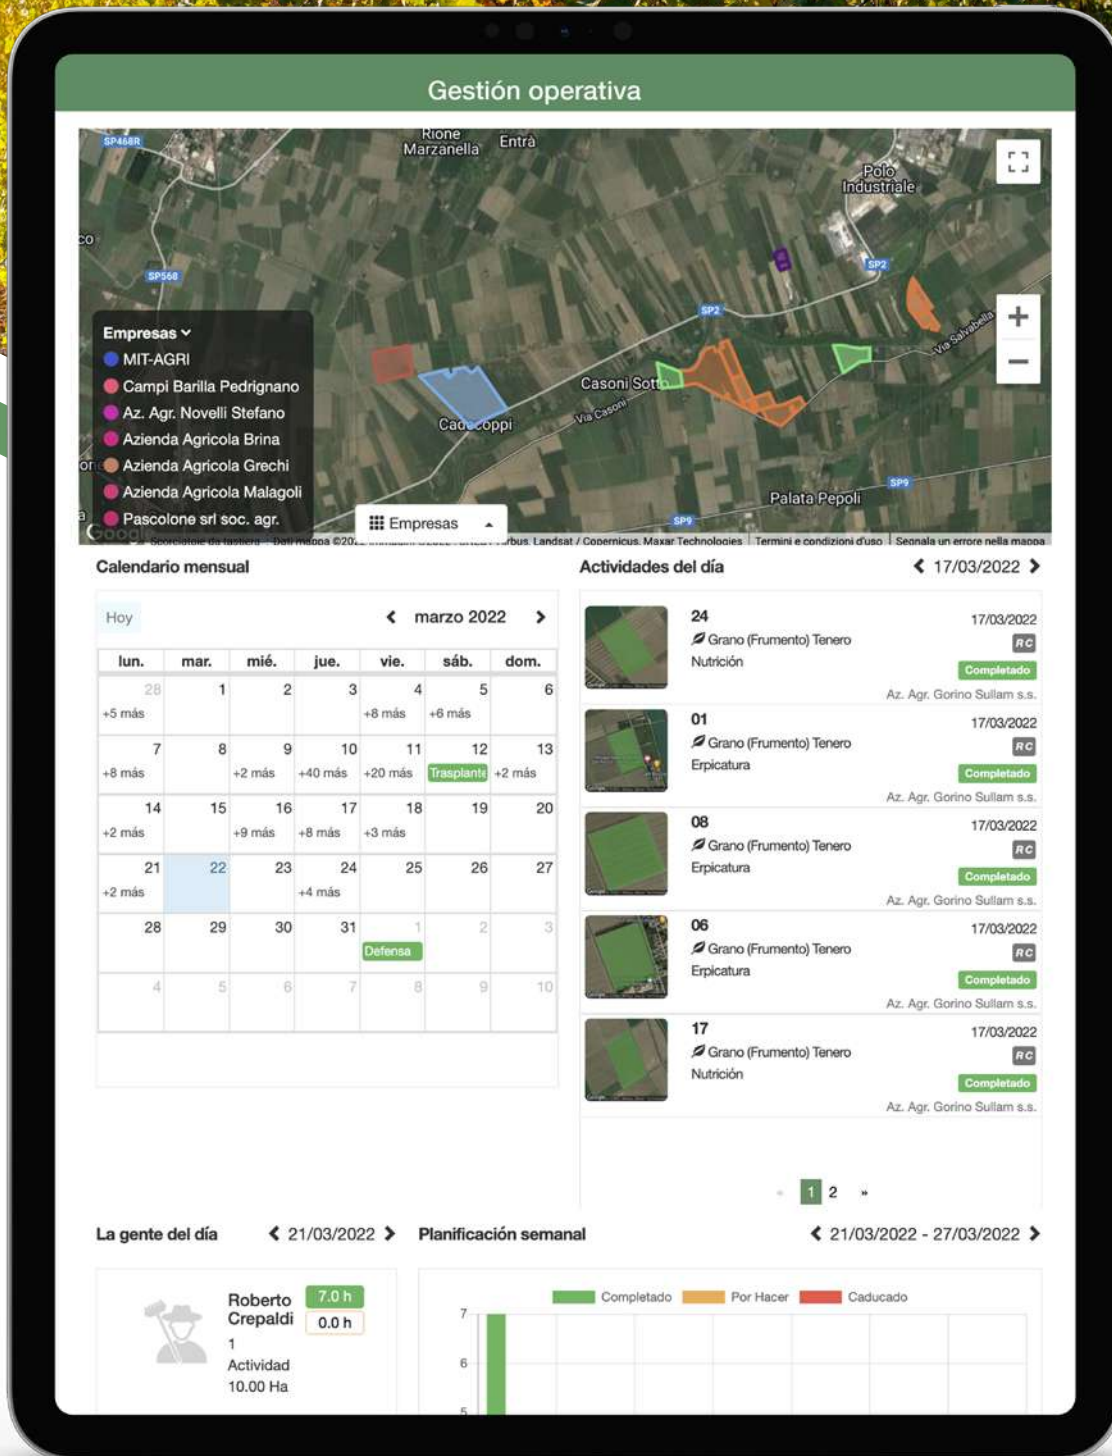 Gestión operativa
SP468R
Rione
Marzanella
Entrà
Polo
Industriale
co
SP568
SP2
SP2
Via Salvabella
Empresas
MIT-AGRI
Campi Barilla Pedrignano
Az. Agr. Novelli Stefano
Azienda Agricola Brina
Azienda Agricola Grechi
Azienda Agricola Malagoli
Pascolone srl soc. agr.
Casoni Sotto
Via Casoni
Cadecoppi
Palata Pepoli
SP9
SP9
Empresas
Google
Scorciatoie da tastiera
Dati mappa
Airbus, Landsat / Copernicus, Maxar Technologies
Termini e condizioni d'uso
Segnala un errore nella mappa
Calendario mensual
Hoy
marzo 2022
lun. mar. mié. jue. vie. sáb. dom.
28 1 2 3 4 5 6
+5 más +8 más +6 más
7 8 9 10 11 12 13
+8 más +2 más +40 más +20 más Trasplante +2 más
14 15 16 17 18 19 20
+2 más +9 más +8 más +3 más
21 22 23 24 25 26 27
+2 más +4 más
28 29 30 31 1 2 3
Defensa
4 5 6 7 8 9 10
Actividades del día
17/03/2022
24 17/03/2022
Grano (Frumento) Tenero RC
Nutrición Completado
Az. Agr. Gorino Sullam s.s.
01 17/03/2022
Grano (Frumento) Tenero RC
Erpicatura Completado
Az. Agr. Gorino Sullam s.s.
08 17/03/2022
Grano (Frumento) Tenero RC
Erpicatura Completado
Az. Agr. Gorino Sullam s.s.
06 17/03/2022
Grano (Frumento) Tenero RC
Erpicatura Completado
Az. Agr. Gorino Sullam s.s.
17 17/03/2022
Grano (Frumento) Tenero RC
Nutrición Completado
Az. Agr. Gorino Sullam s.s.
« 1 2 »
La gente del día
21/03/2022
Roberto
Crepaldi
7.0 h
0.0 h
1
Actividad
10.00 Ha
Planificación semanal
21/03/2022 - 27/03/2022
Completado Por Hacer Caducado
7
6
5